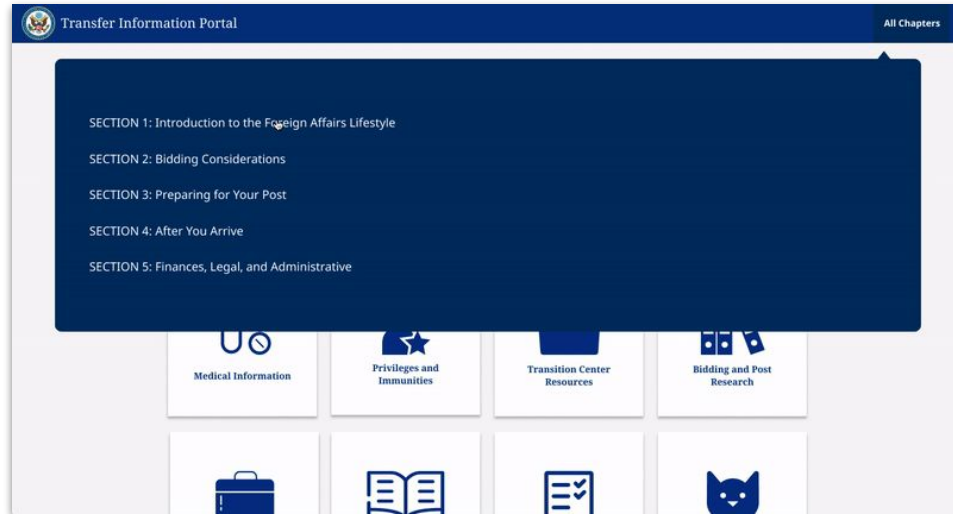 Transfer Information Portal
All Chapters
SECTION 1: Introduction to the Foreign Affairs Lifestyle
SECTION 2: Bidding Considerations
SECTION 3: Preparing for Your Post
SECTION 4: After You Arrive
SECTION 5: Finances, Legal, and Administrative
Medical Information
Privileges and
Immunities
Transition Center
Resources
Bidding and Post
Research